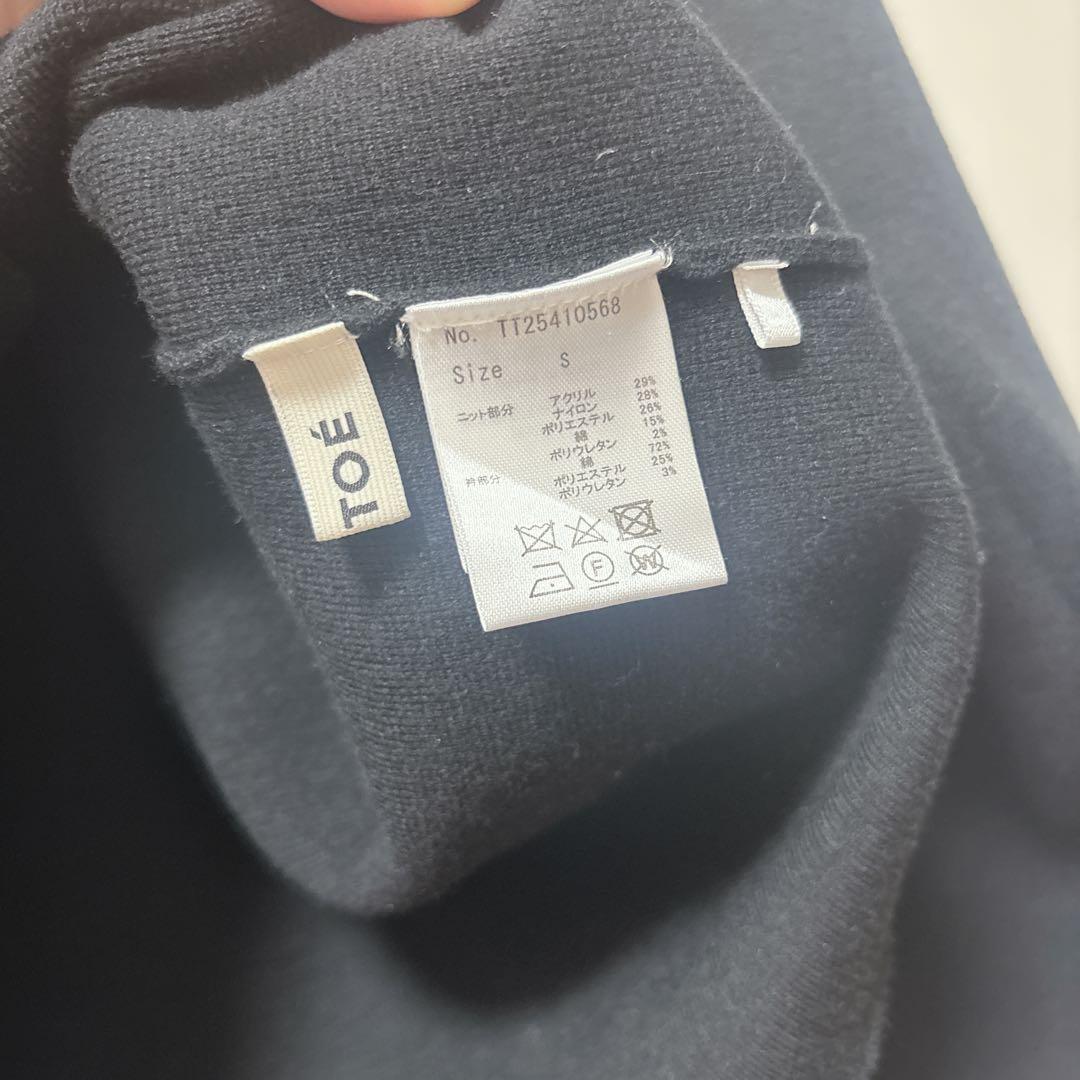 TOÉ
No. TT25410568
Size S
ニット部分 アクリル 29%
ナイロン 28%
ポリエステル 26%
綿 15%
ポリウレタン 2%
衿部分 綿 72%
ポリエステル 25%
ポリウレタン 3%
F
W